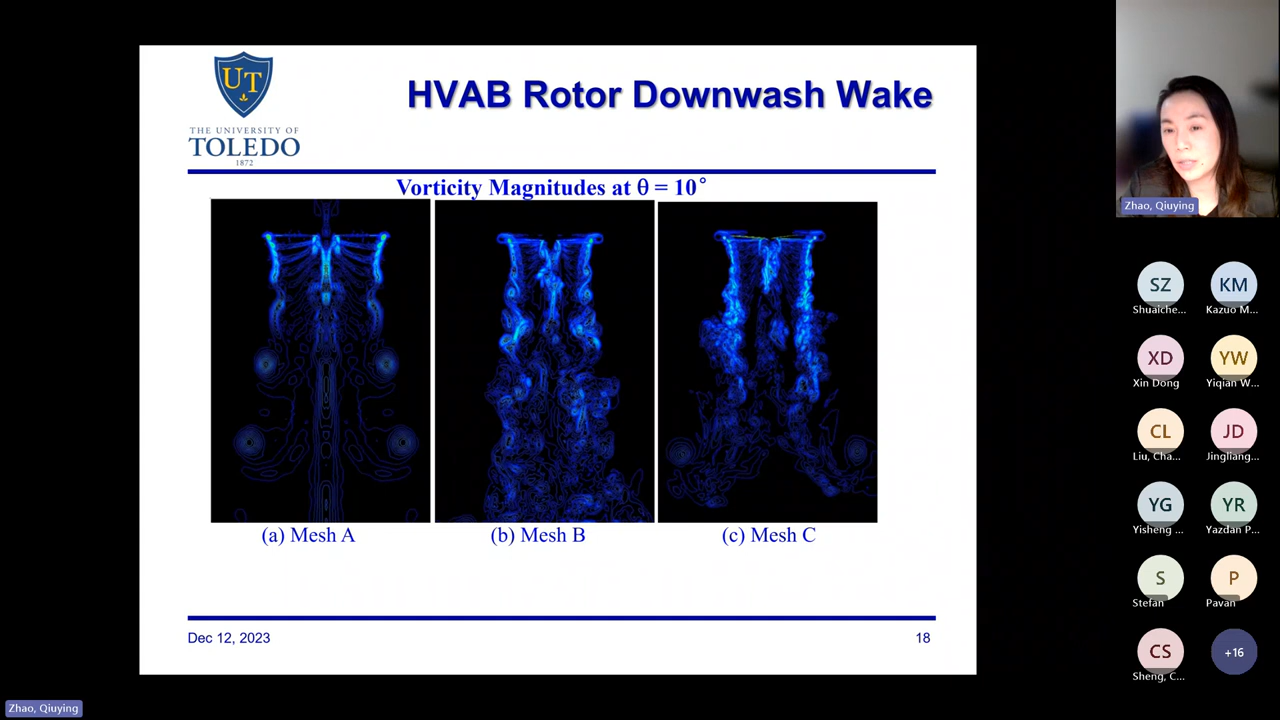 UT
THE UNIVERSITY OF
TOLEDO
1872
HVAB Rotor Downwash Wake
Vorticity Magnitudes at θ = 10°
(a) Mesh A
(b) Mesh B
(c) Mesh C
Dec 12, 2023
18
Zhao, Qiuying
SZ
Shuaiche...
KM
Kazuo M...
XD
Xin Dong
YW
Yiqian W...
CL
Liu, Cha...
JD
Jingliang...
YG
Yisheng ...
YR
Yazdan P...
S
Stefan
P
Pavan
CS
Sheng, C...
+16
Zhao, Qiuying